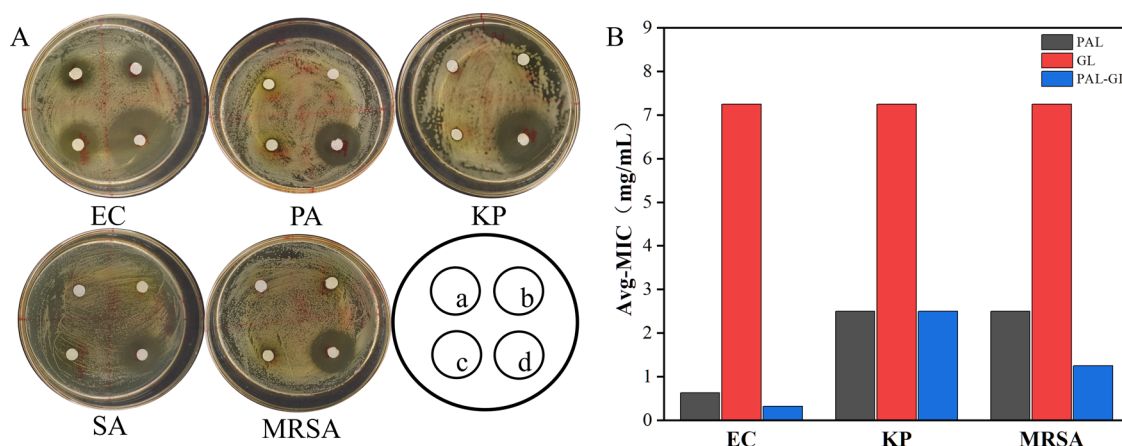 A
EC
PA
KP
SA
MRSA
a
b
c
d
B
Avg-MIC（mg/mL）
9
8
7
6
5
4
3
2
1
0
PAL
GL
PAL-GL
EC
KP
MRSA